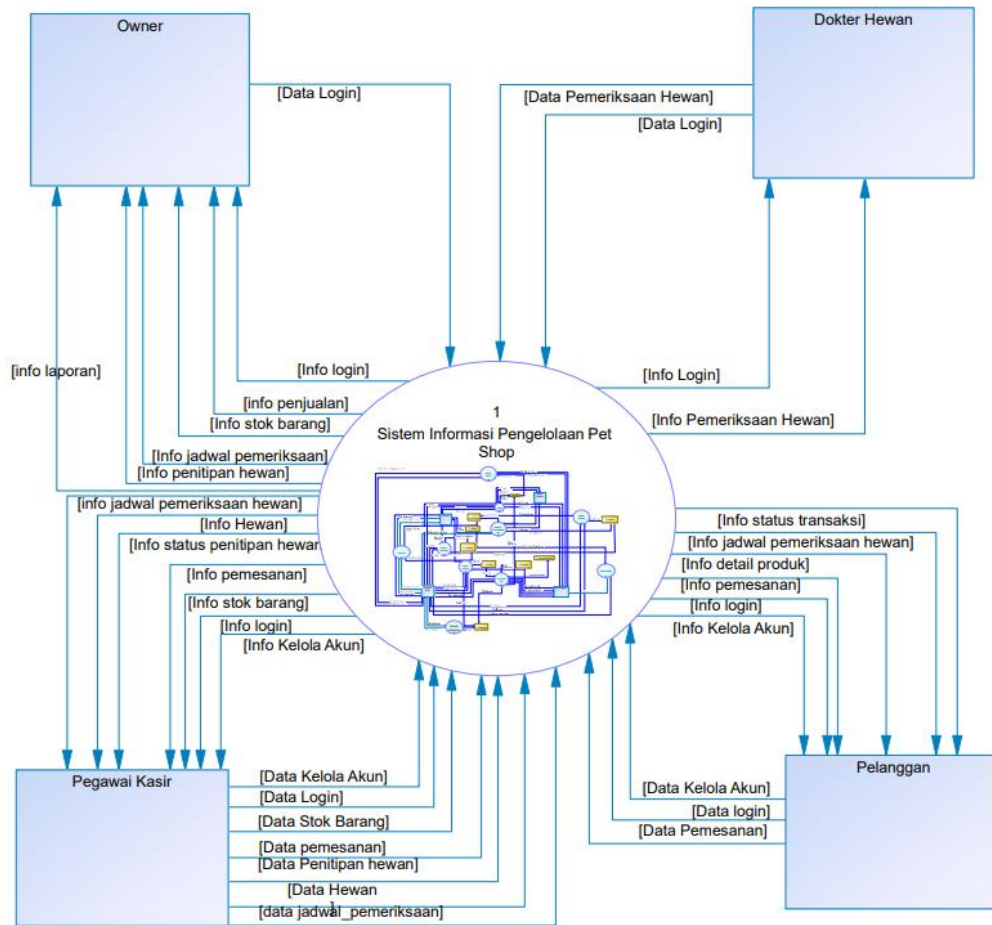 Owner
Dokter Hewan
[Data Login]
[Data Pemeriksaan Hewan]
[Data Login]
[info laporan]
[Info login]
[info penjualan]
[Info stok barang]
[Info jadwal pemeriksaan]
[Info penitipan hewan]
[Info Login]
[Info Pemeriksaan Hewan]
1
Sistem Informasi Pengelolaan Pet
Shop
[info jadwal pemeriksaan hewan]
[Info Hewan]
[Info status penitipan hewan
[Info pemesanan]
[Info stok barang]
[Info login]
[Info Kelola Akun]
[Info status transaksi]
[Info jadwal pemeriksaan hewan]
[Info detail produk]
[Info pemesanan]
[Info login]
[Info Kelola Akun]
Pegawai Kasir
[Data Kelola Akun]
[Data Login]
[Data Stok Barang]
[Data pemesanan]
[Data Penitipan hewan]
[Data Hewan
]
[data jadwal_pemeriksaan]
Pelanggan
[Data Kelola Akun]
[Data login]
[Data Pemesanan]